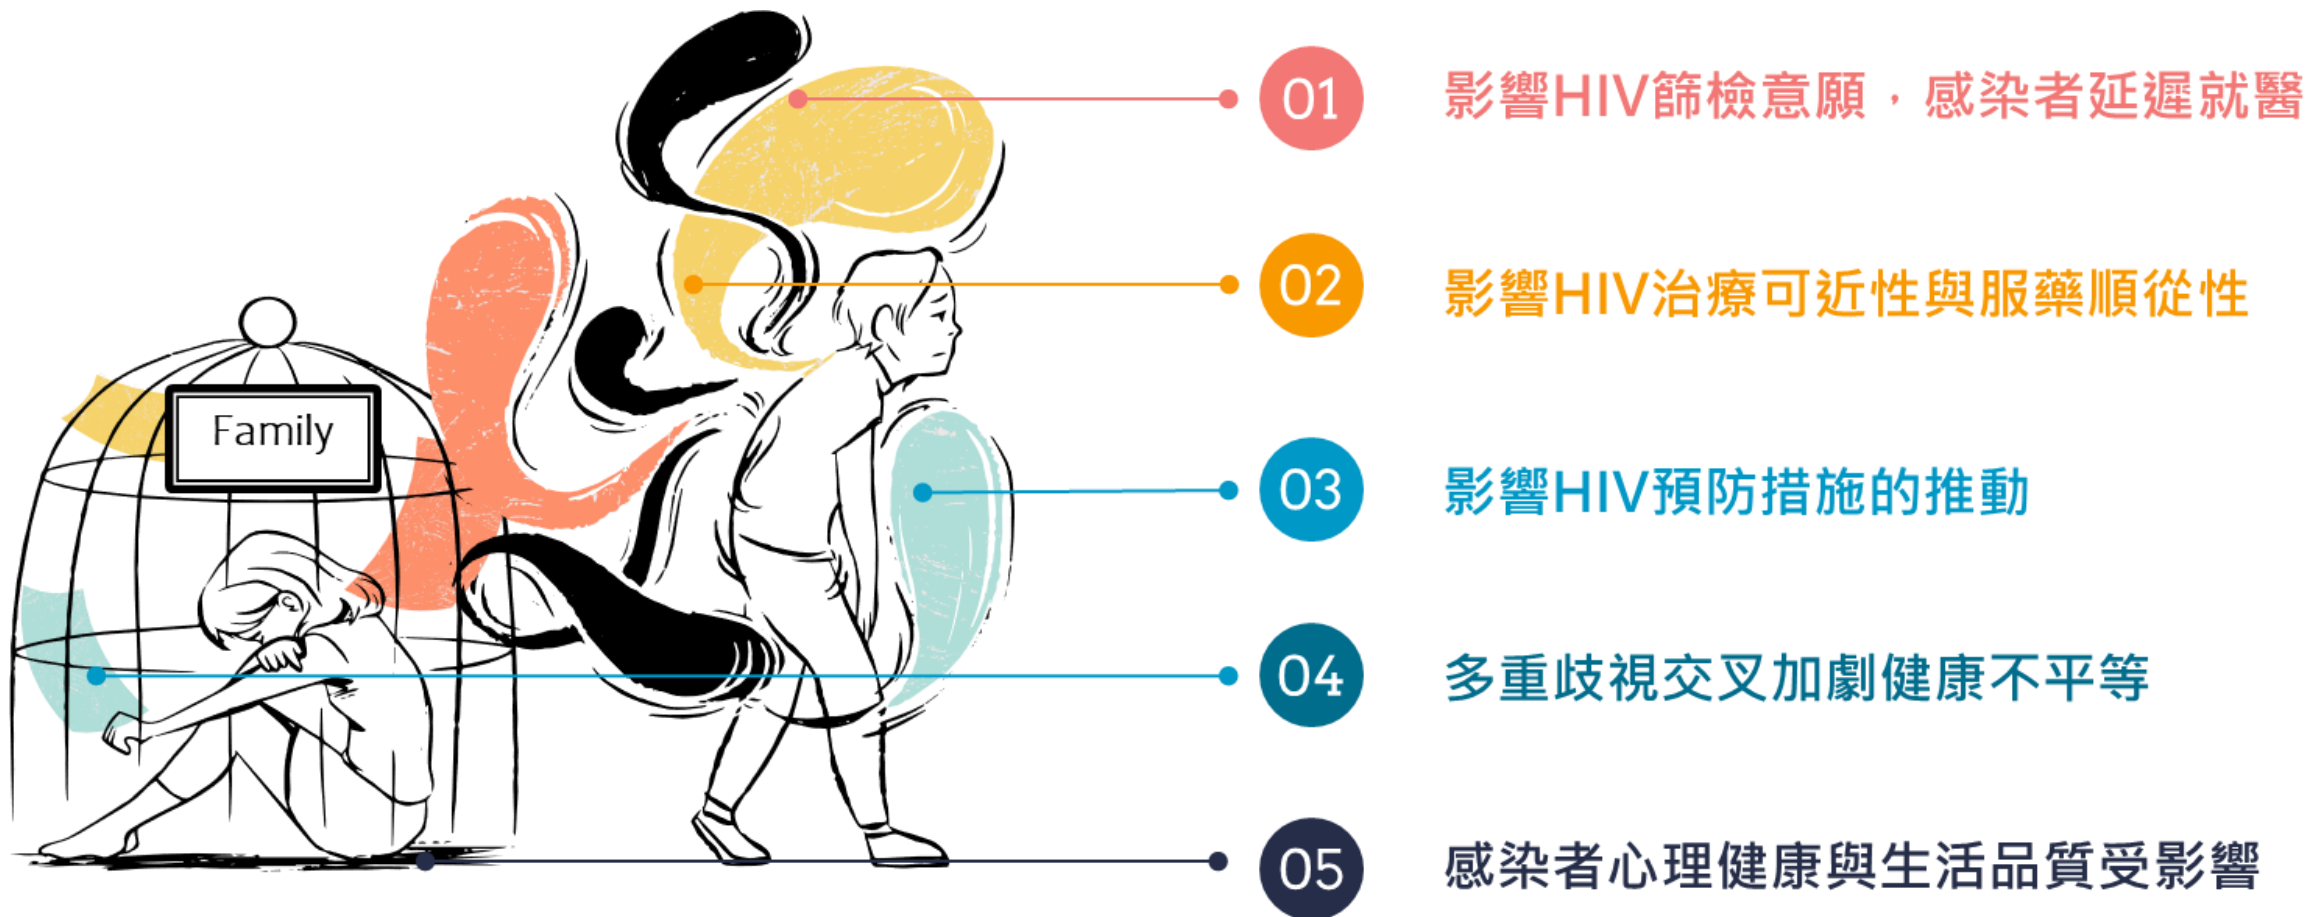 Family
01
影響HIV篩檢意願，感染者延遲就醫
02
影響HIV治療可近性與服藥順從性
03
影響HIV預防措施的推動
04
多重歧視交叉加劇健康不平等
05
感染者心理健康與生活品質受影響